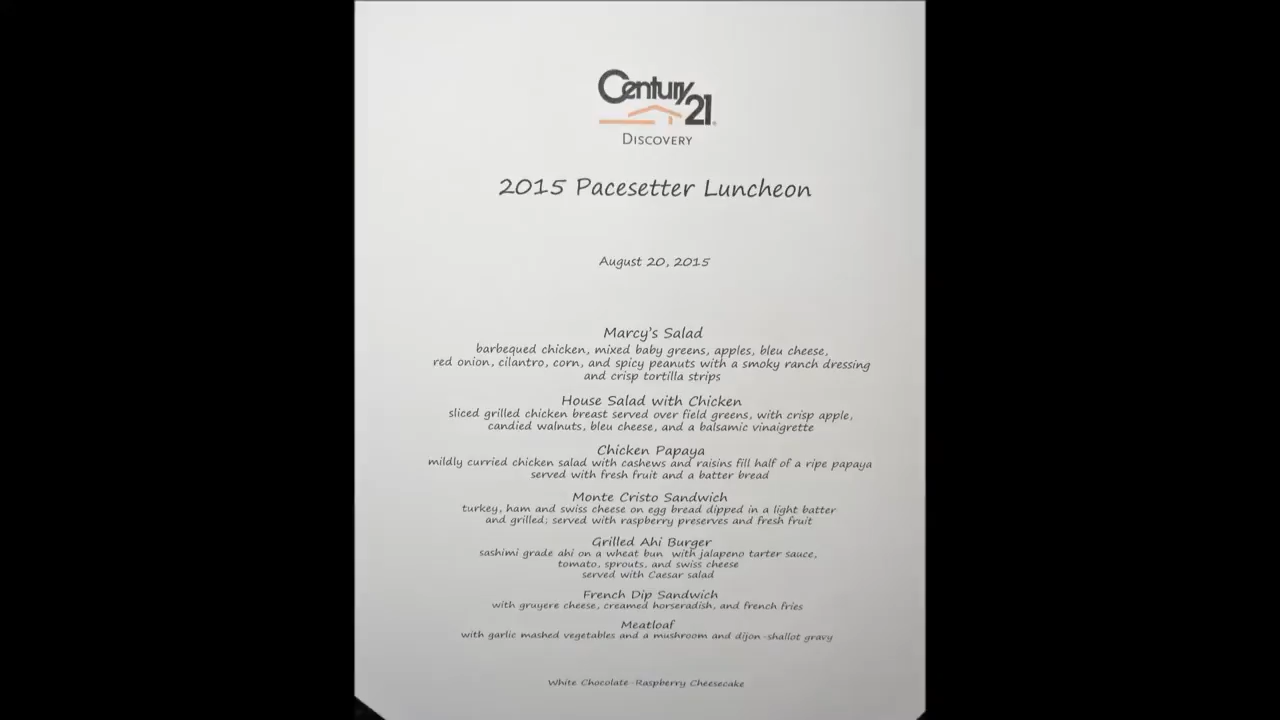 Century 21®
DISCOVERY
2015 Pacesetter Luncheon
August 20, 2015
Marcy's Salad
barbequed chicken, mixed baby greens, apples, bleu cheese,
red onion, cilantro, corn, and spicy peanuts with a smoky ranch dressing
and crisp tortilla strips
House Salad with Chicken
sliced grilled chicken breast served over field greens, with crisp apple,
candied walnuts, bleu cheese, and a balsamic vinaigrette
Chicken Papaya
mildly curried chicken salad with cashews and raisins fill half of a ripe papaya
served with fresh fruit and a batter bread
Monte Cristo Sandwich
turkey, ham and swiss cheese on egg bread dipped in a light batter
and grilled; served with raspberry preserves and fresh fruit
Grilled Ahi Burger
sashimi grade ahi on a wheat bun with jalapeno tarter sauce,
tomato, sprouts, and swiss cheese
served with Caesar salad
French Dip Sandwich
with gruyere cheese, creamed horseradish, and french fries
Meatloaf
with garlic mashed vegetables and a mushroom and dijon-shallot gravy
White Chocolate-Raspberry Cheesecake